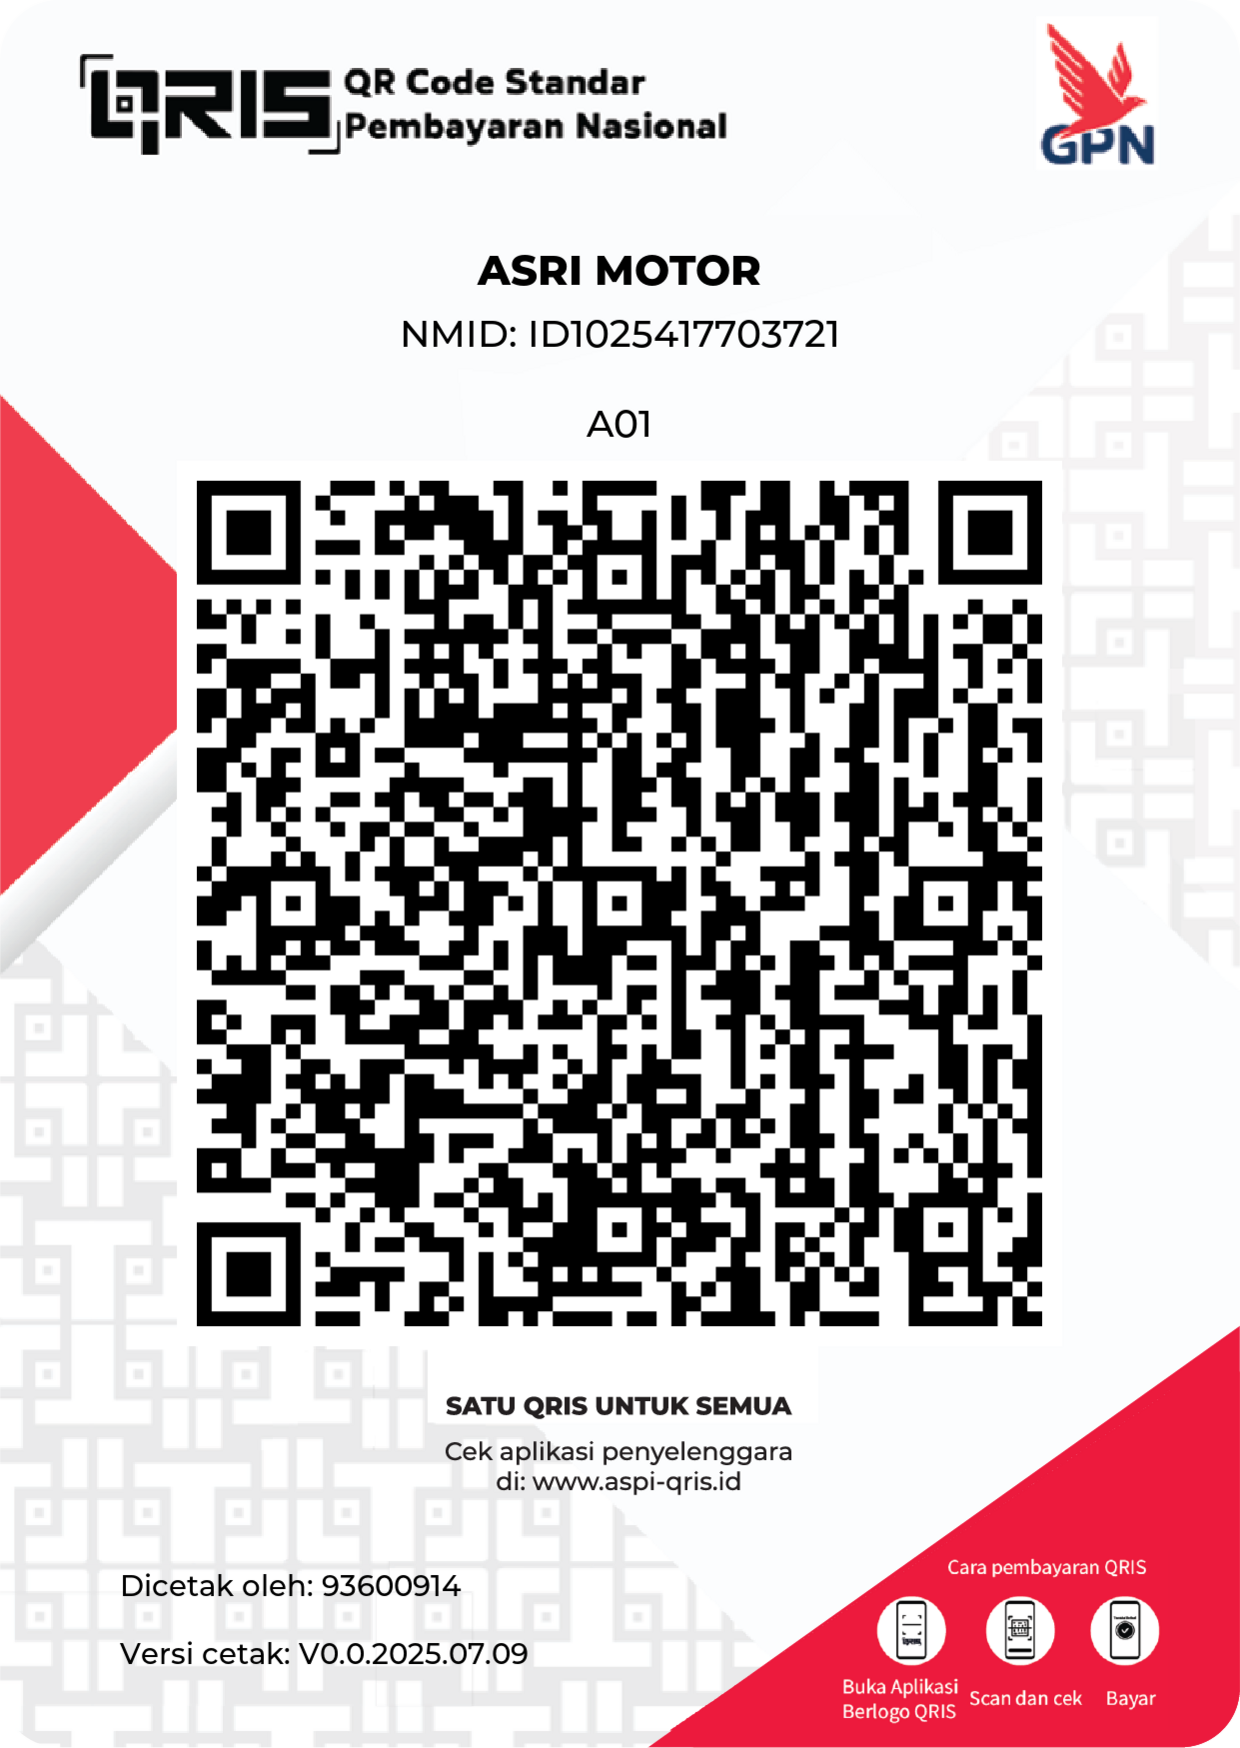 QRIS QR Code Standar
Pembayaran Nasional
GPN
ASRI MOTOR
NMID: ID1025417703721
A01
SATU QRIS UNTUK SEMUA
Cek aplikasi penyelenggara
di: www.aspi-qris.id
Dicetak oleh: 93600914
Versi cetak: V0.0.2025.07.09
Cara pembayaran QRIS
Buka Aplikasi
Berlogo QRIS
Scan dan cek
Bayar